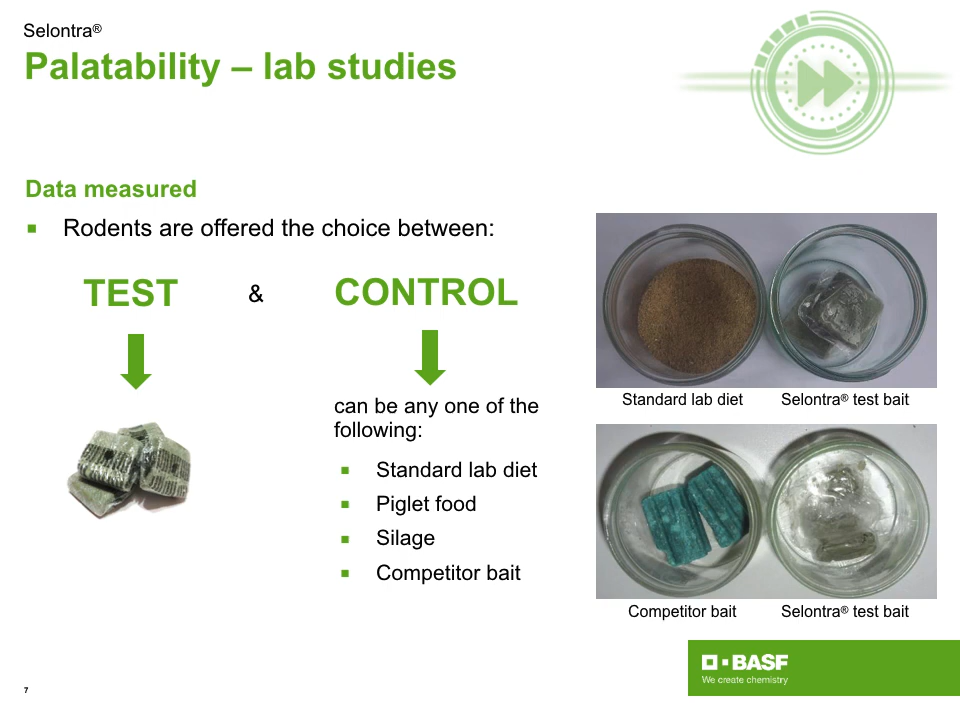 Selontra®
Palatability – lab studies
Data measured
▪ Rodents are offered the choice between:
TEST & CONTROL
can be any one of the
following:
▪ Standard lab diet
▪ Piglet food
▪ Silage
▪ Competitor bait
Standard lab diet Selontra® test bait
Competitor bait Selontra® test bait
BASF
We create chemistry
7